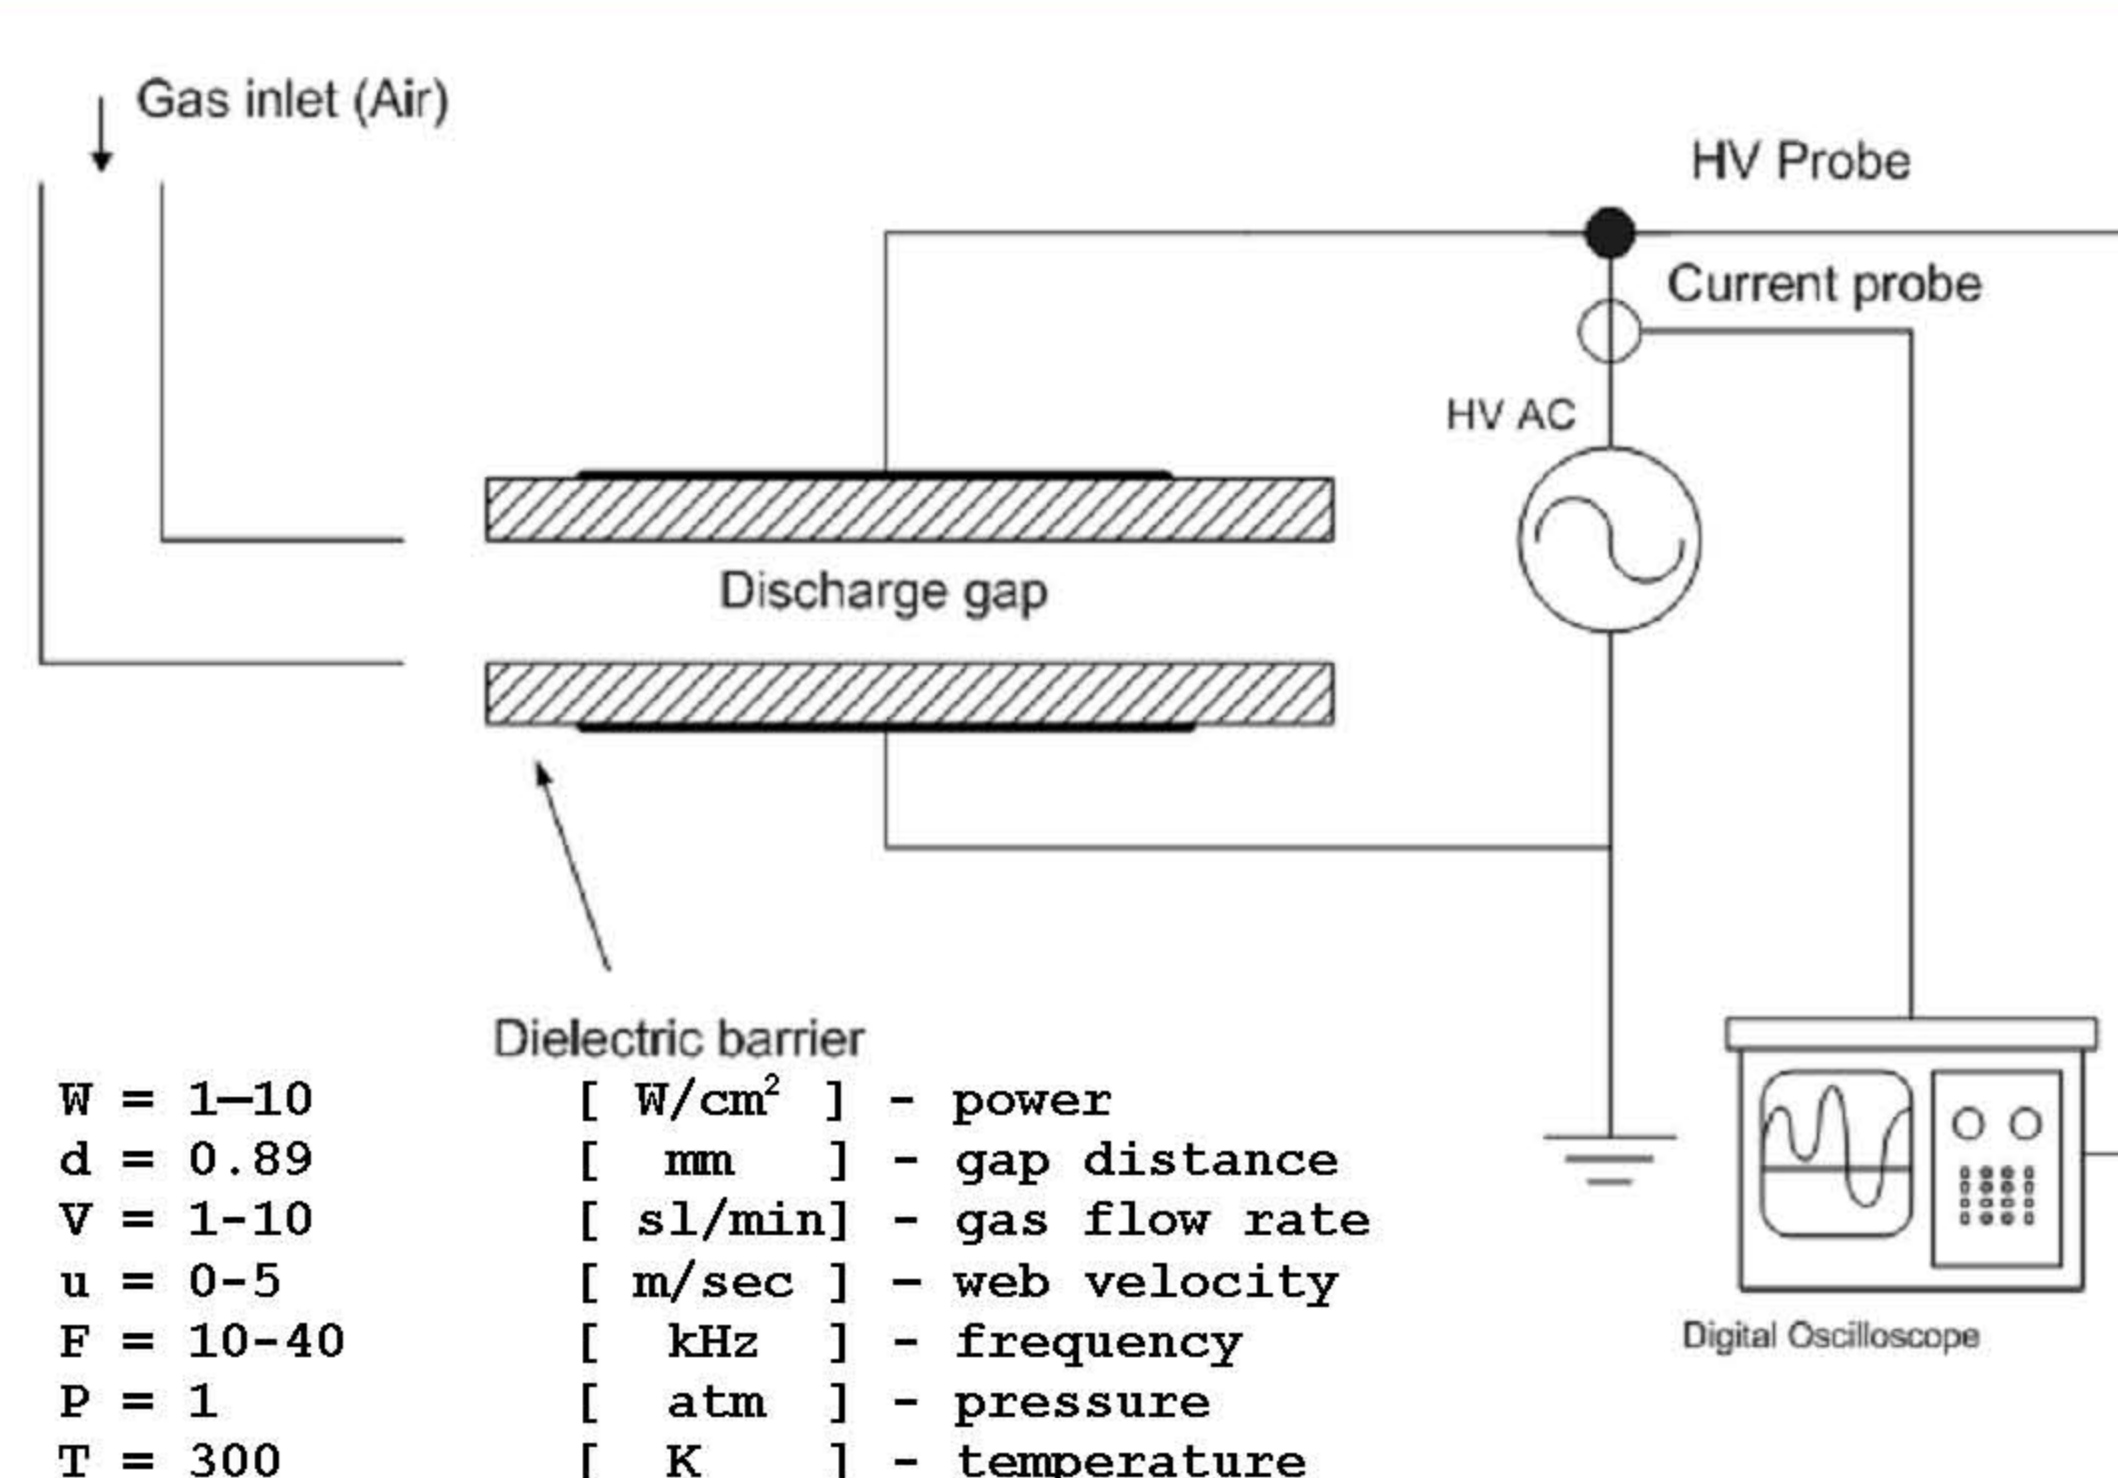 Gas inlet (Air)
HV Probe
Current probe
HV AC
Discharge gap
Dielectric barrier
Digital Oscilloscope
W = 1—10 [ W/cm² ] - power
d = 0.89 [ mm ] - gap distance
V = 1-10 [ sl/min] - gas flow rate
u = 0-5 [ m/sec ] - web velocity
F = 10-40 [ kHz ] - frequency
P = 1 [ atm ] - pressure
T = 300 [ K ] - temperature